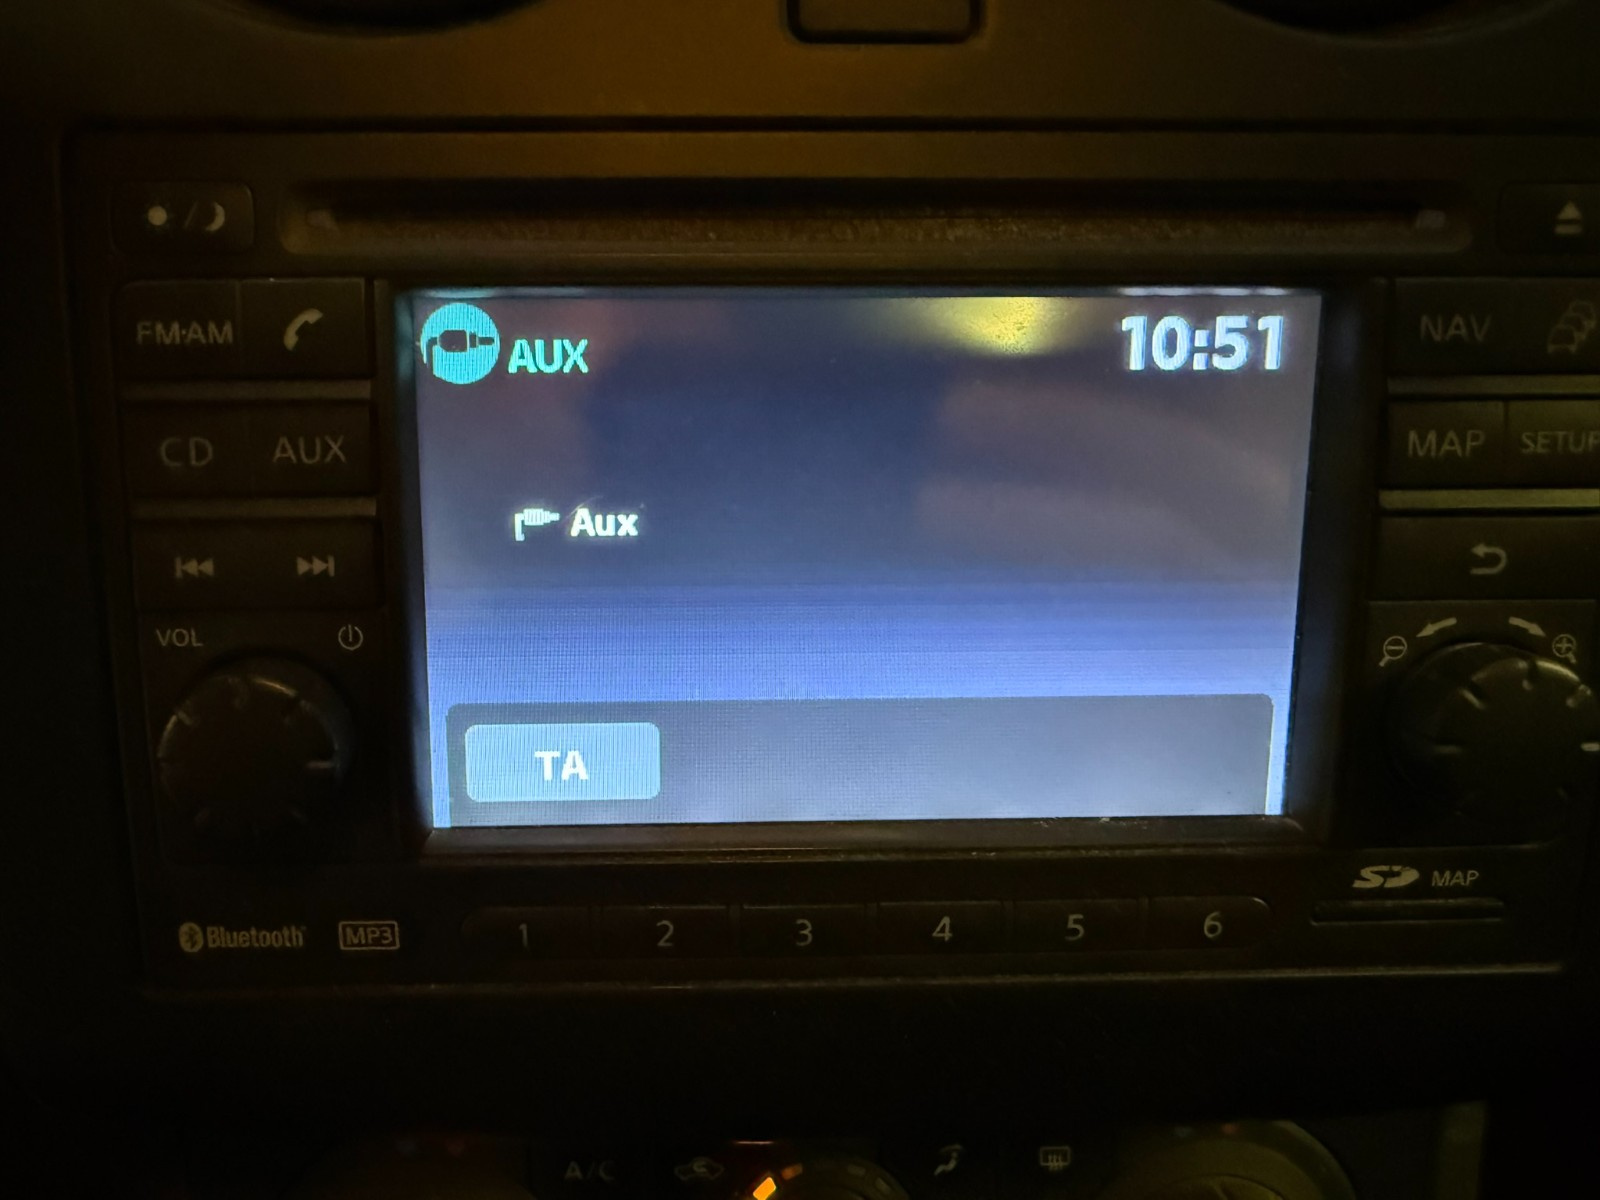 FM·AM
AUX
10:51
NAV
CD AUX
MAP SETUP
Aux
VOL
TA
SD MAP
Bluetooth MP3 1 2 3 4 5 6
A/C